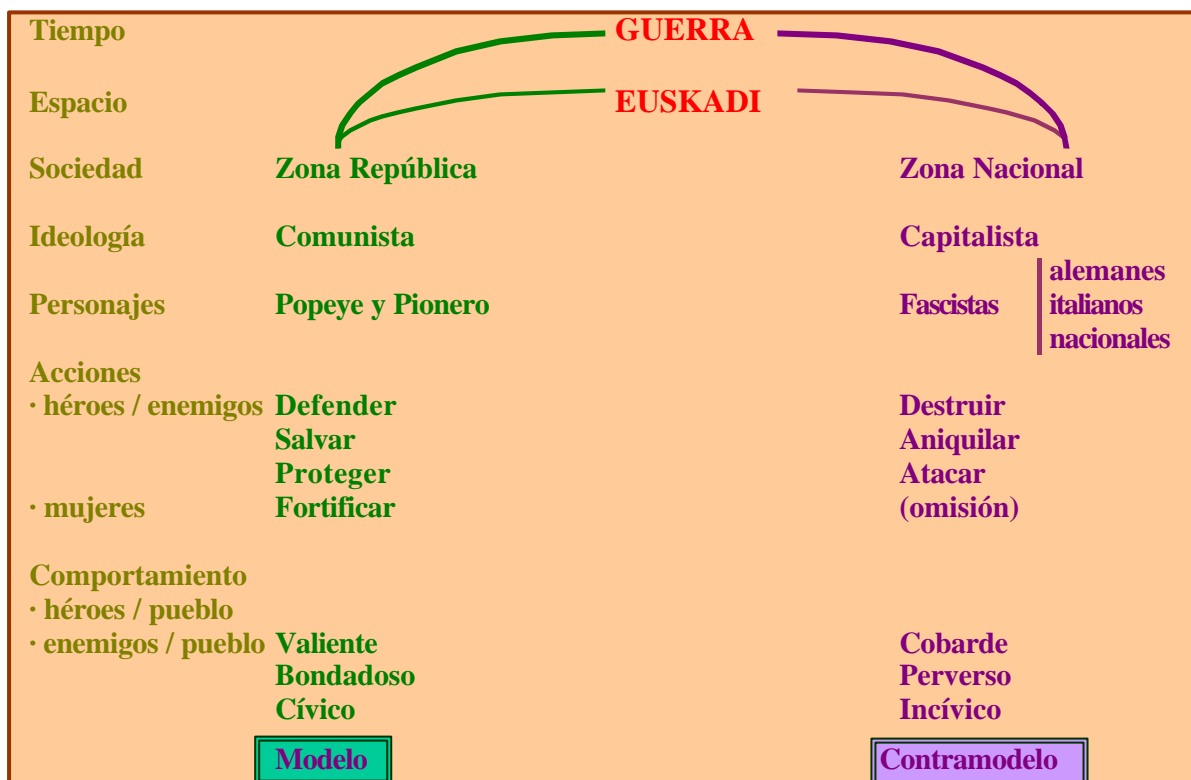 Tiempo GUERRA
Espacio EUSKADI
Sociedad Zona República Zona Nacional
Ideología Comunista Capitalista
alemanes
Personajes Popeye y Pionero Fascistas italianos
nacionales
Acciones
· héroes / enemigos Defender Destruir
Salvar Aniquilar
Proteger Atacar
· mujeres Fortificar (omisión)
Comportamiento
· héroes / pueblo
· enemigos / pueblo Valiente Cobarde
Bondadoso Perverso
Cívico Incívico
Modelo Contramodelo